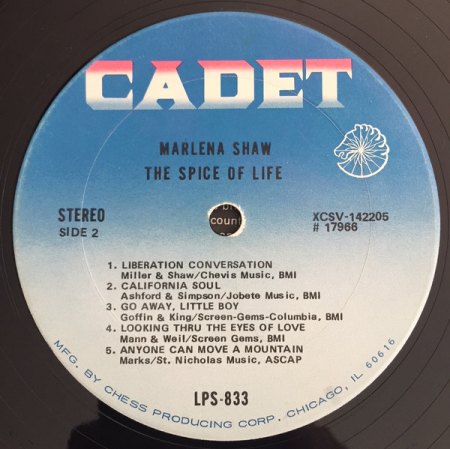 CADET
MARLENA SHAW
THE SPICE OF LIFE
STEREO
SIDE 2
XCSV-142205
# 17966
count
1. LIBERATION CONVERSATION
Miller & Shaw/Chevis Music, BMI
2. CALIFORNIA SOUL
Ashford & Simpson/Jobete Music, BMI
3. GO AWAY, LITTLE BOY
Goffin & King/Screen-Gems-Columbia, BMI
4. LOOKING THRU THE EYES OF LOVE
Mann & Weil/Screen Gems, BMI
5. ANYONE CAN MOVE A MOUNTAIN
Marks/St. Nicholas Music, ASCAP
LPS-833
MFG. BY CHESS PRODUCING CORP., CHICAGO, IL 60616